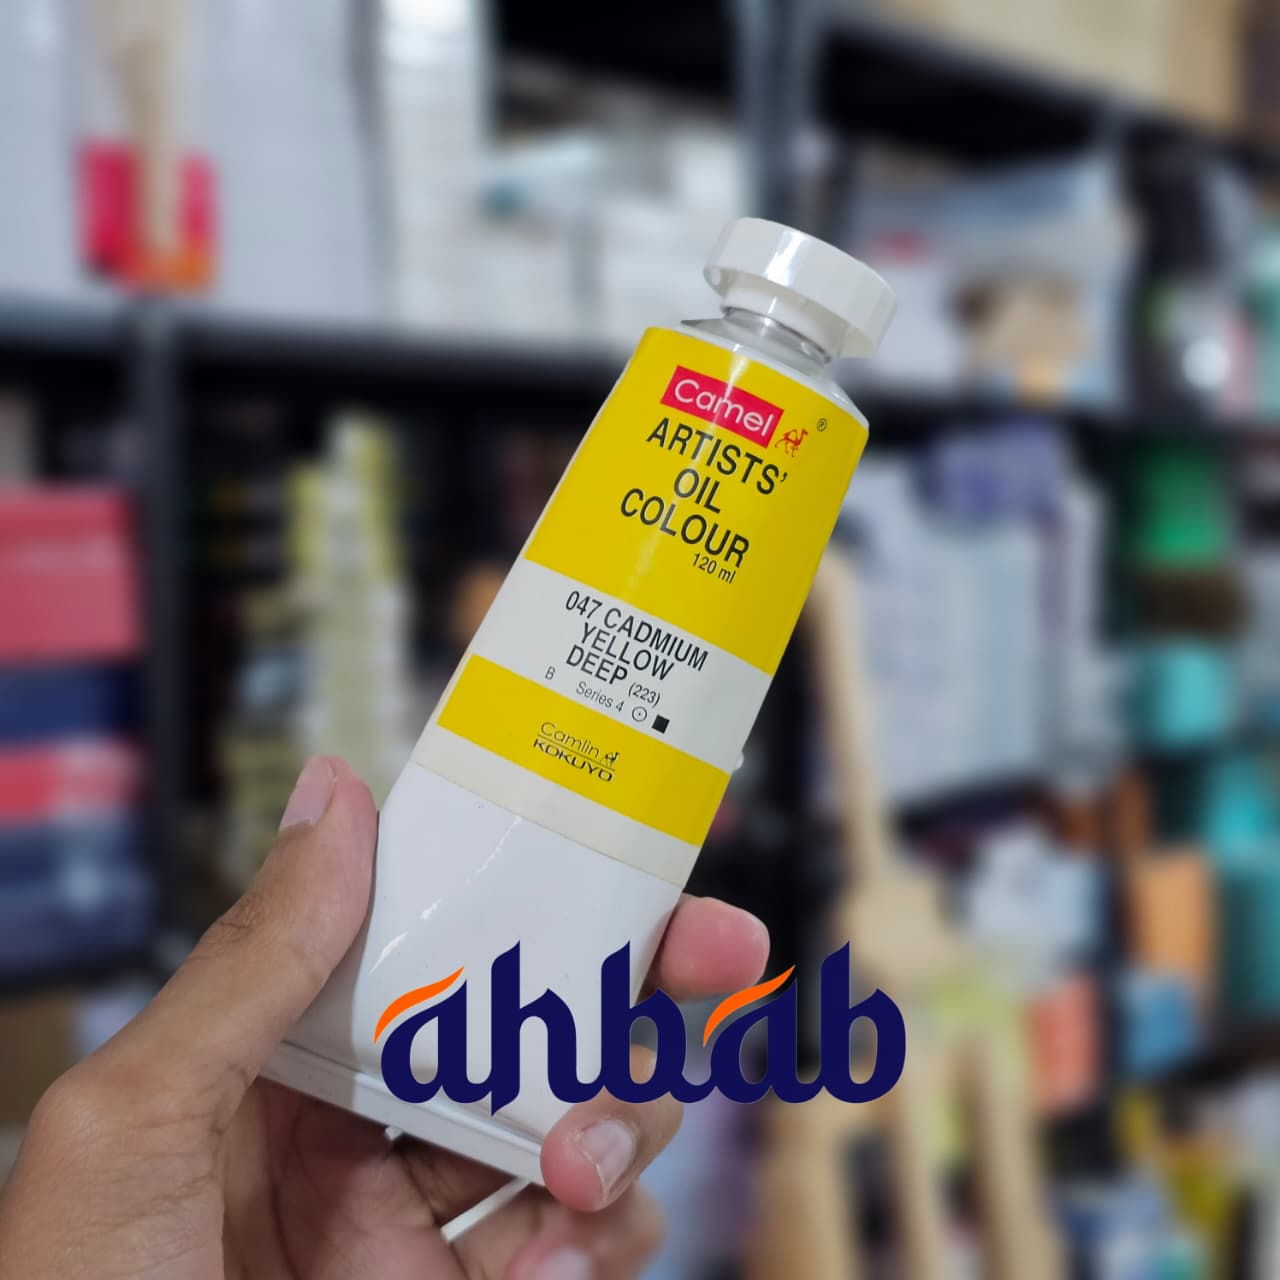 Camel ®
ARTISTS'
OIL
COLOUR
120 ml
047 CADMIUM
YELLOW
DEEP (223)
B Series 4
Camlin
KOKUYO
ahbab